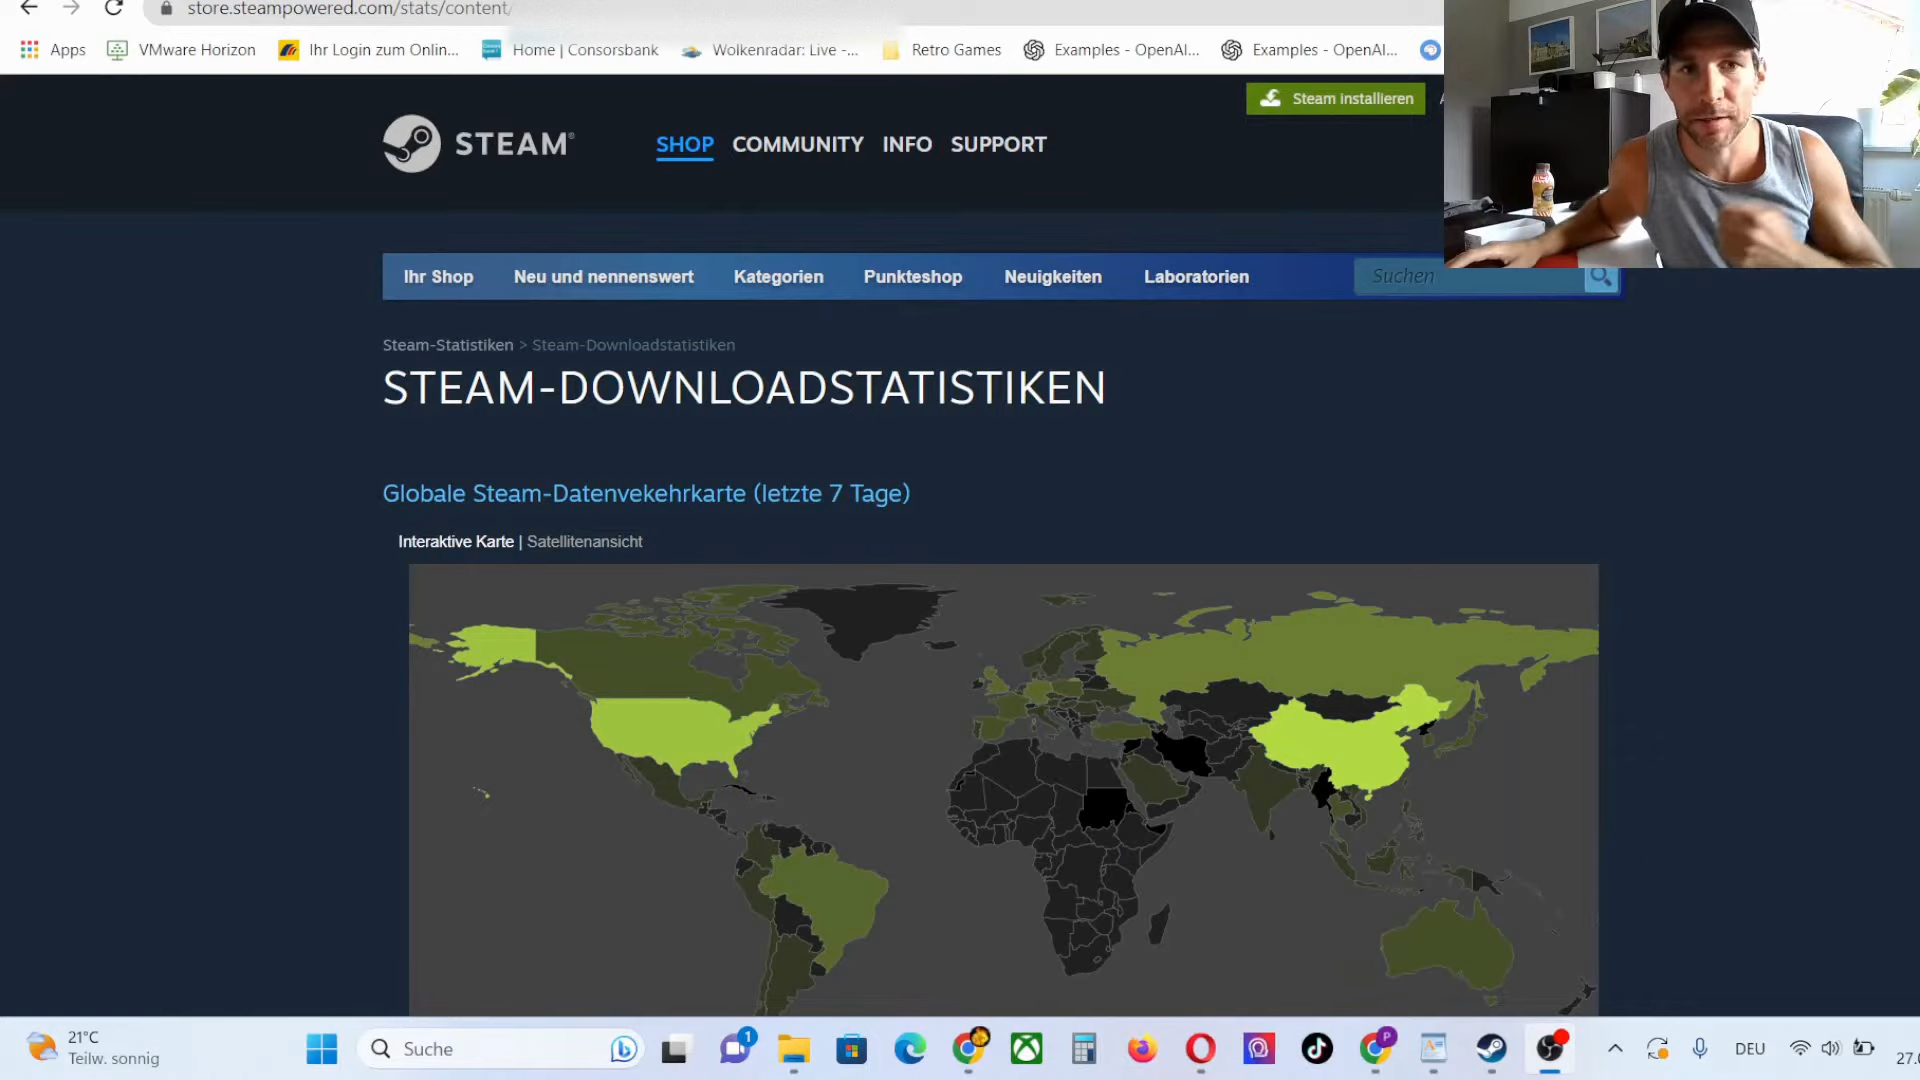 store.steampowered.com/stats/content/
Apps
VMware Horizon
Ihr Login zum Onlin...
Home | Consorsbank
Wolkenradar: Live -...
Retro Games
Examples - OpenAI...
Examples - OpenAI...
Steam installieren
STEAM®
SHOP
COMMUNITY
INFO
SUPPORT
Ihr Shop
Neu und nennenswert
Kategorien
Punkteshop
Neuigkeiten
Laboratorien
Suchen
Steam-Statistiken > Steam-Downloadstatistiken
STEAM-DOWNLOADSTATISTIKEN
Globale Steam-Datenvekehrkarte (letzte 7 Tage)
Interaktive Karte | Satellitenansicht
21°C
Teilw. sonnig
Suche
1
P
DEU
27.0